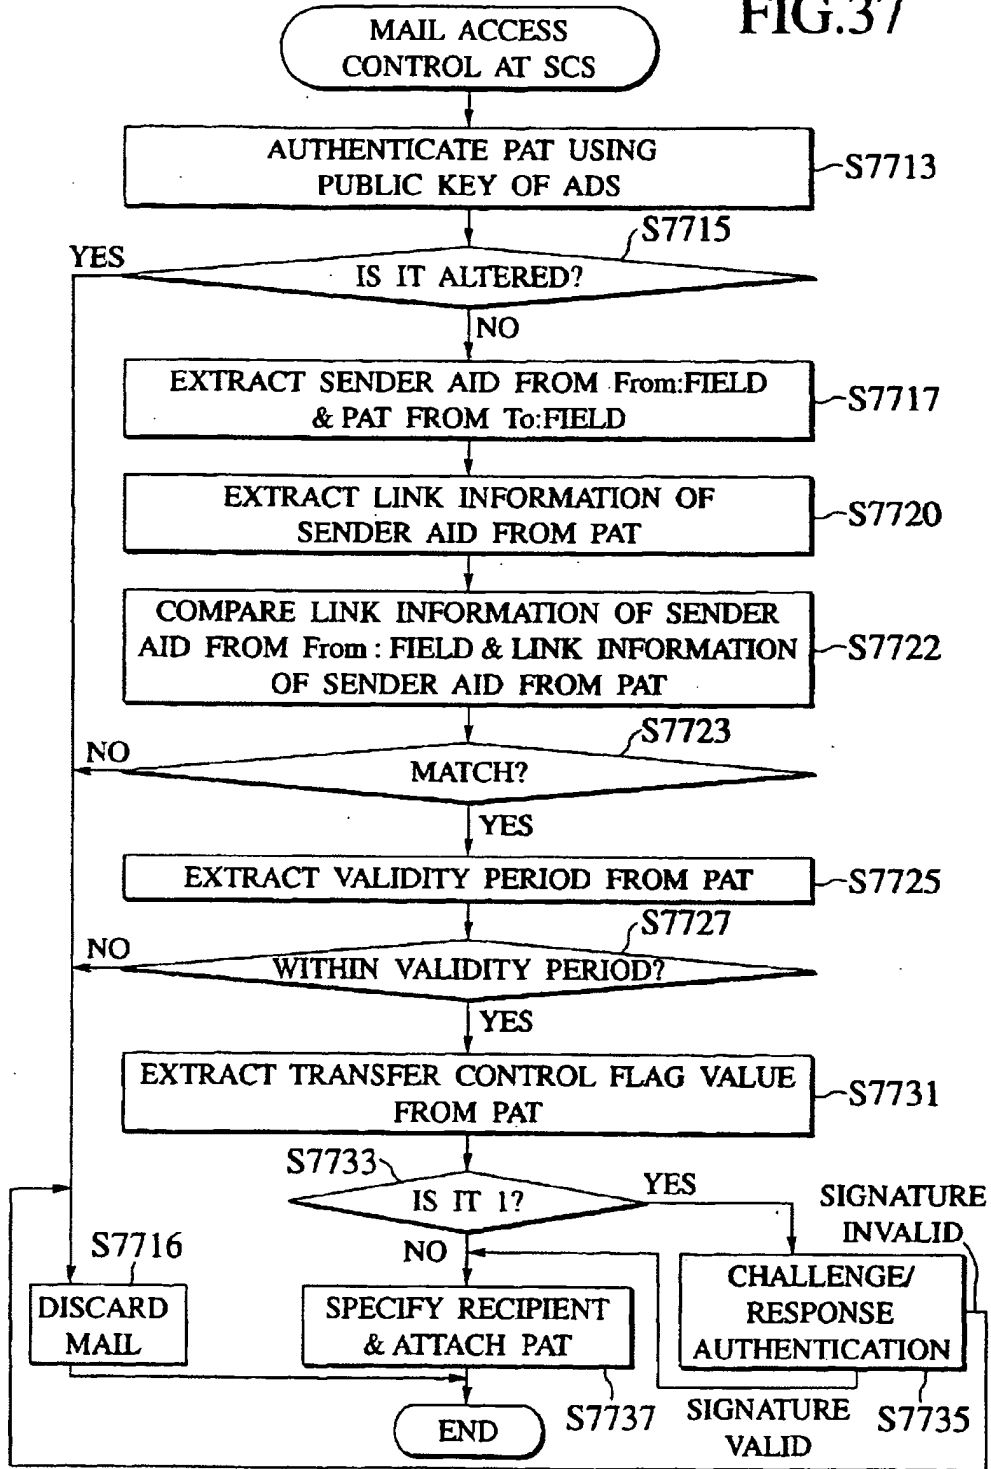 FIG.37
MAIL ACCESS
CONTROL AT SCS
AUTHENTICATE PAT USING
PUBLIC KEY OF ADS
S7713
S7715
YES
IS IT ALTERED?
NO
EXTRACT SENDER AID FROM From:FIELD
& PAT FROM To:FIELD
S7717
EXTRACT LINK INFORMATION OF
SENDER AID FROM PAT
S7720
COMPARE LINK INFORMATION OF SENDER
AID FROM From : FIELD & LINK INFORMATION
OF SENDER AID FROM PAT
S7722
S7723
NO
MATCH?
YES
EXTRACT VALIDITY PERIOD FROM PAT
S7725
S7727
NO
WITHIN VALIDITY PERIOD?
YES
EXTRACT TRANSFER CONTROL FLAG VALUE
FROM PAT
S7731
S7733
IS IT 1?
YES
NO
SIGNATURE
INVALID
S7716
DISCARD
MAIL
SPECIFY RECIPIENT
& ATTACH PAT
S7737
CHALLENGE/
RESPONSE
AUTHENTICATION
S7735
SIGNATURE
VALID
END